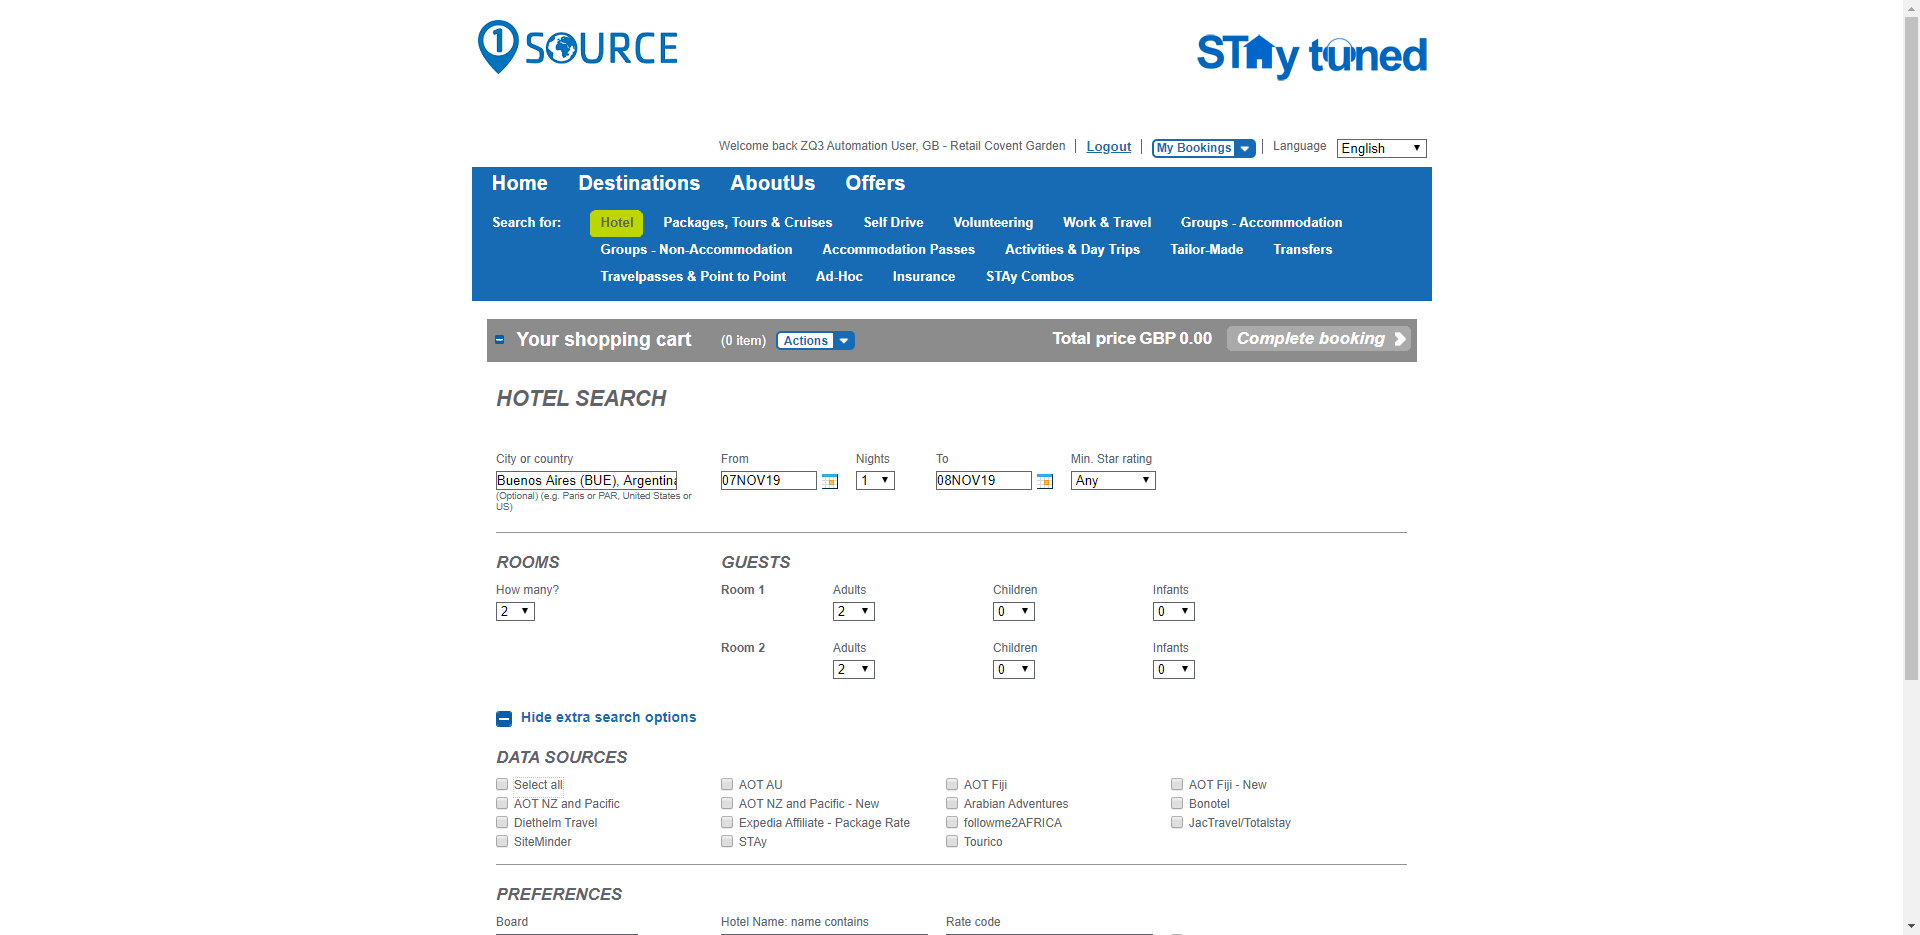 1 SOURCE
STAy tuned
Welcome back ZQ3 Automation User, GB - Retail Covent Garden Logout My Bookings Language English
Home Destinations AboutUs Offers
Search for: Hotel Packages, Tours & Cruises Self Drive Volunteering Work & Travel Groups - Accommodation
Groups - Non-Accommodation Accommodation Passes Activities & Day Trips Tailor-Made Transfers
Travelpasses & Point to Point Ad-Hoc Insurance STAy Combos
Your shopping cart (0 item) Actions Total price GBP 0.00 Complete booking
HOTEL SEARCH
City or country From Nights To Min. Star rating
Buenos Aires (BUE), Argentina 07NOV19 1 08NOV19 Any
(Optional) (e.g. Paris or PAR, United States or
US)
ROOMS GUESTS
How many? Room 1 Adults Children Infants
2 2 0 0
Room 2 Adults Children Infants
2 0 0
Hide extra search options
DATA SOURCES
Select all AOT AU AOT Fiji AOT Fiji - New
AOT NZ and Pacific AOT NZ and Pacific - New Arabian Adventures Bonotel
Diethelm Travel Expedia Affiliate - Package Rate followme2AFRICA JacTravel/Totalstay
SiteMinder STAy Tourico
PREFERENCES
Board Hotel Name: name contains Rate code